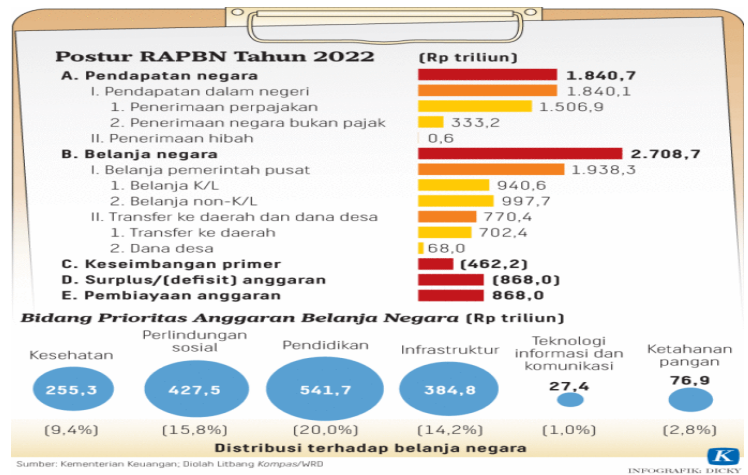 Postur RAPBN Tahun 2022 (Rp triliun)
A. Pendapatan negara 1.840,7
I. Pendapatan dalam negeri 1.840,1
1. Penerimaan perpajakan 1.506,9
2. Penerimaan negara bukan pajak 333,2
II. Penerimaan hibah 0,6
B. Belanja negara 2.708,7
I. Belanja pemerintah pusat 1.938,3
1. Belanja K/L 940,6
2. Belanja non-K/L 997,7
II. Transfer ke daerah dan dana desa 770,4
1. Transfer ke daerah 702,4
2. Dana desa 68,0
C. Keseimbangan primer (462,2)
D. Surplus/(defisit) anggaran (868,0)
E. Pembiayaan anggaran 868,0
Bidang Prioritas Anggaran Belanja Negara (Rp triliun)
Kesehatan
255,3
(9,4%)
Perlindungan
sosial
427,5
(15,8%)
Pendidikan
541,7
(20,0%)
Infrastruktur
384,8
(14,2%)
Teknologi
informasi dan
komunikasi
27,4
(1,0%)
Ketahanan
pangan
76,9
(2,8%)
Distribusi terhadap belanja negara
Sumber: Kementerian Keuangan; Diolah Litbang Kompas/WRD
K
INFOGRAFIK: DICKY